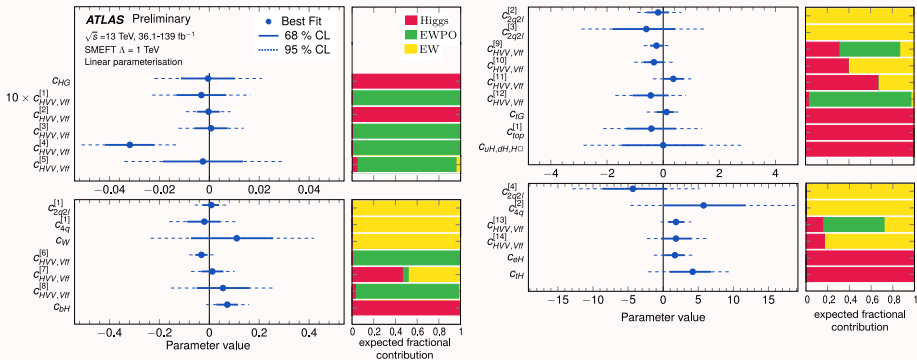 ATLAS Preliminary
√s =13 TeV, 36.1-139 fb⁻¹
SMEFT Λ = 1 TeV
Linear parameterisation
Best Fit
68 % CL
95 % CL
Higgs
EWPO
EW
c_HG
10 × c_HVV,Vff^[1]
c_HVV,Vff^[2]
c_HVV,Vff^[3]
c_HVV,Vff^[4]
c_HVV,Vff^[5]
−0.04 −0.02 0 0.02 0.04
c_2q2l^[1]
c_4q^[1]
c_W
c_HVV,Vff^[6]
c_HVV,Vff^[7]
c_HVV,Vff^[8]
c_bH
−0.4 −0.2 0 0.2 0.4
Parameter value
0 0.2 0.4 0.6 0.8 1
expected fractional
contribution
c_2q2l^[2]
c_2q2l^[3]
c_HVV,Vff^[9]
c_HVV,Vff^[10]
c_HVV,Vff^[11]
c_HVV,Vff^[12]
c_tG
c_top^[1]
c_uH,dH,H□
−4 −2 0 2 4
c_2q2l^[4]
c_4q^[2]
c_HVV,Vff^[13]
c_HVV,Vff^[14]
c_eH
c_tH
−15 −10 −5 0 5 10 15
Parameter value
0 0.2 0.4 0.6 0.8 1
expected fractional
contribution